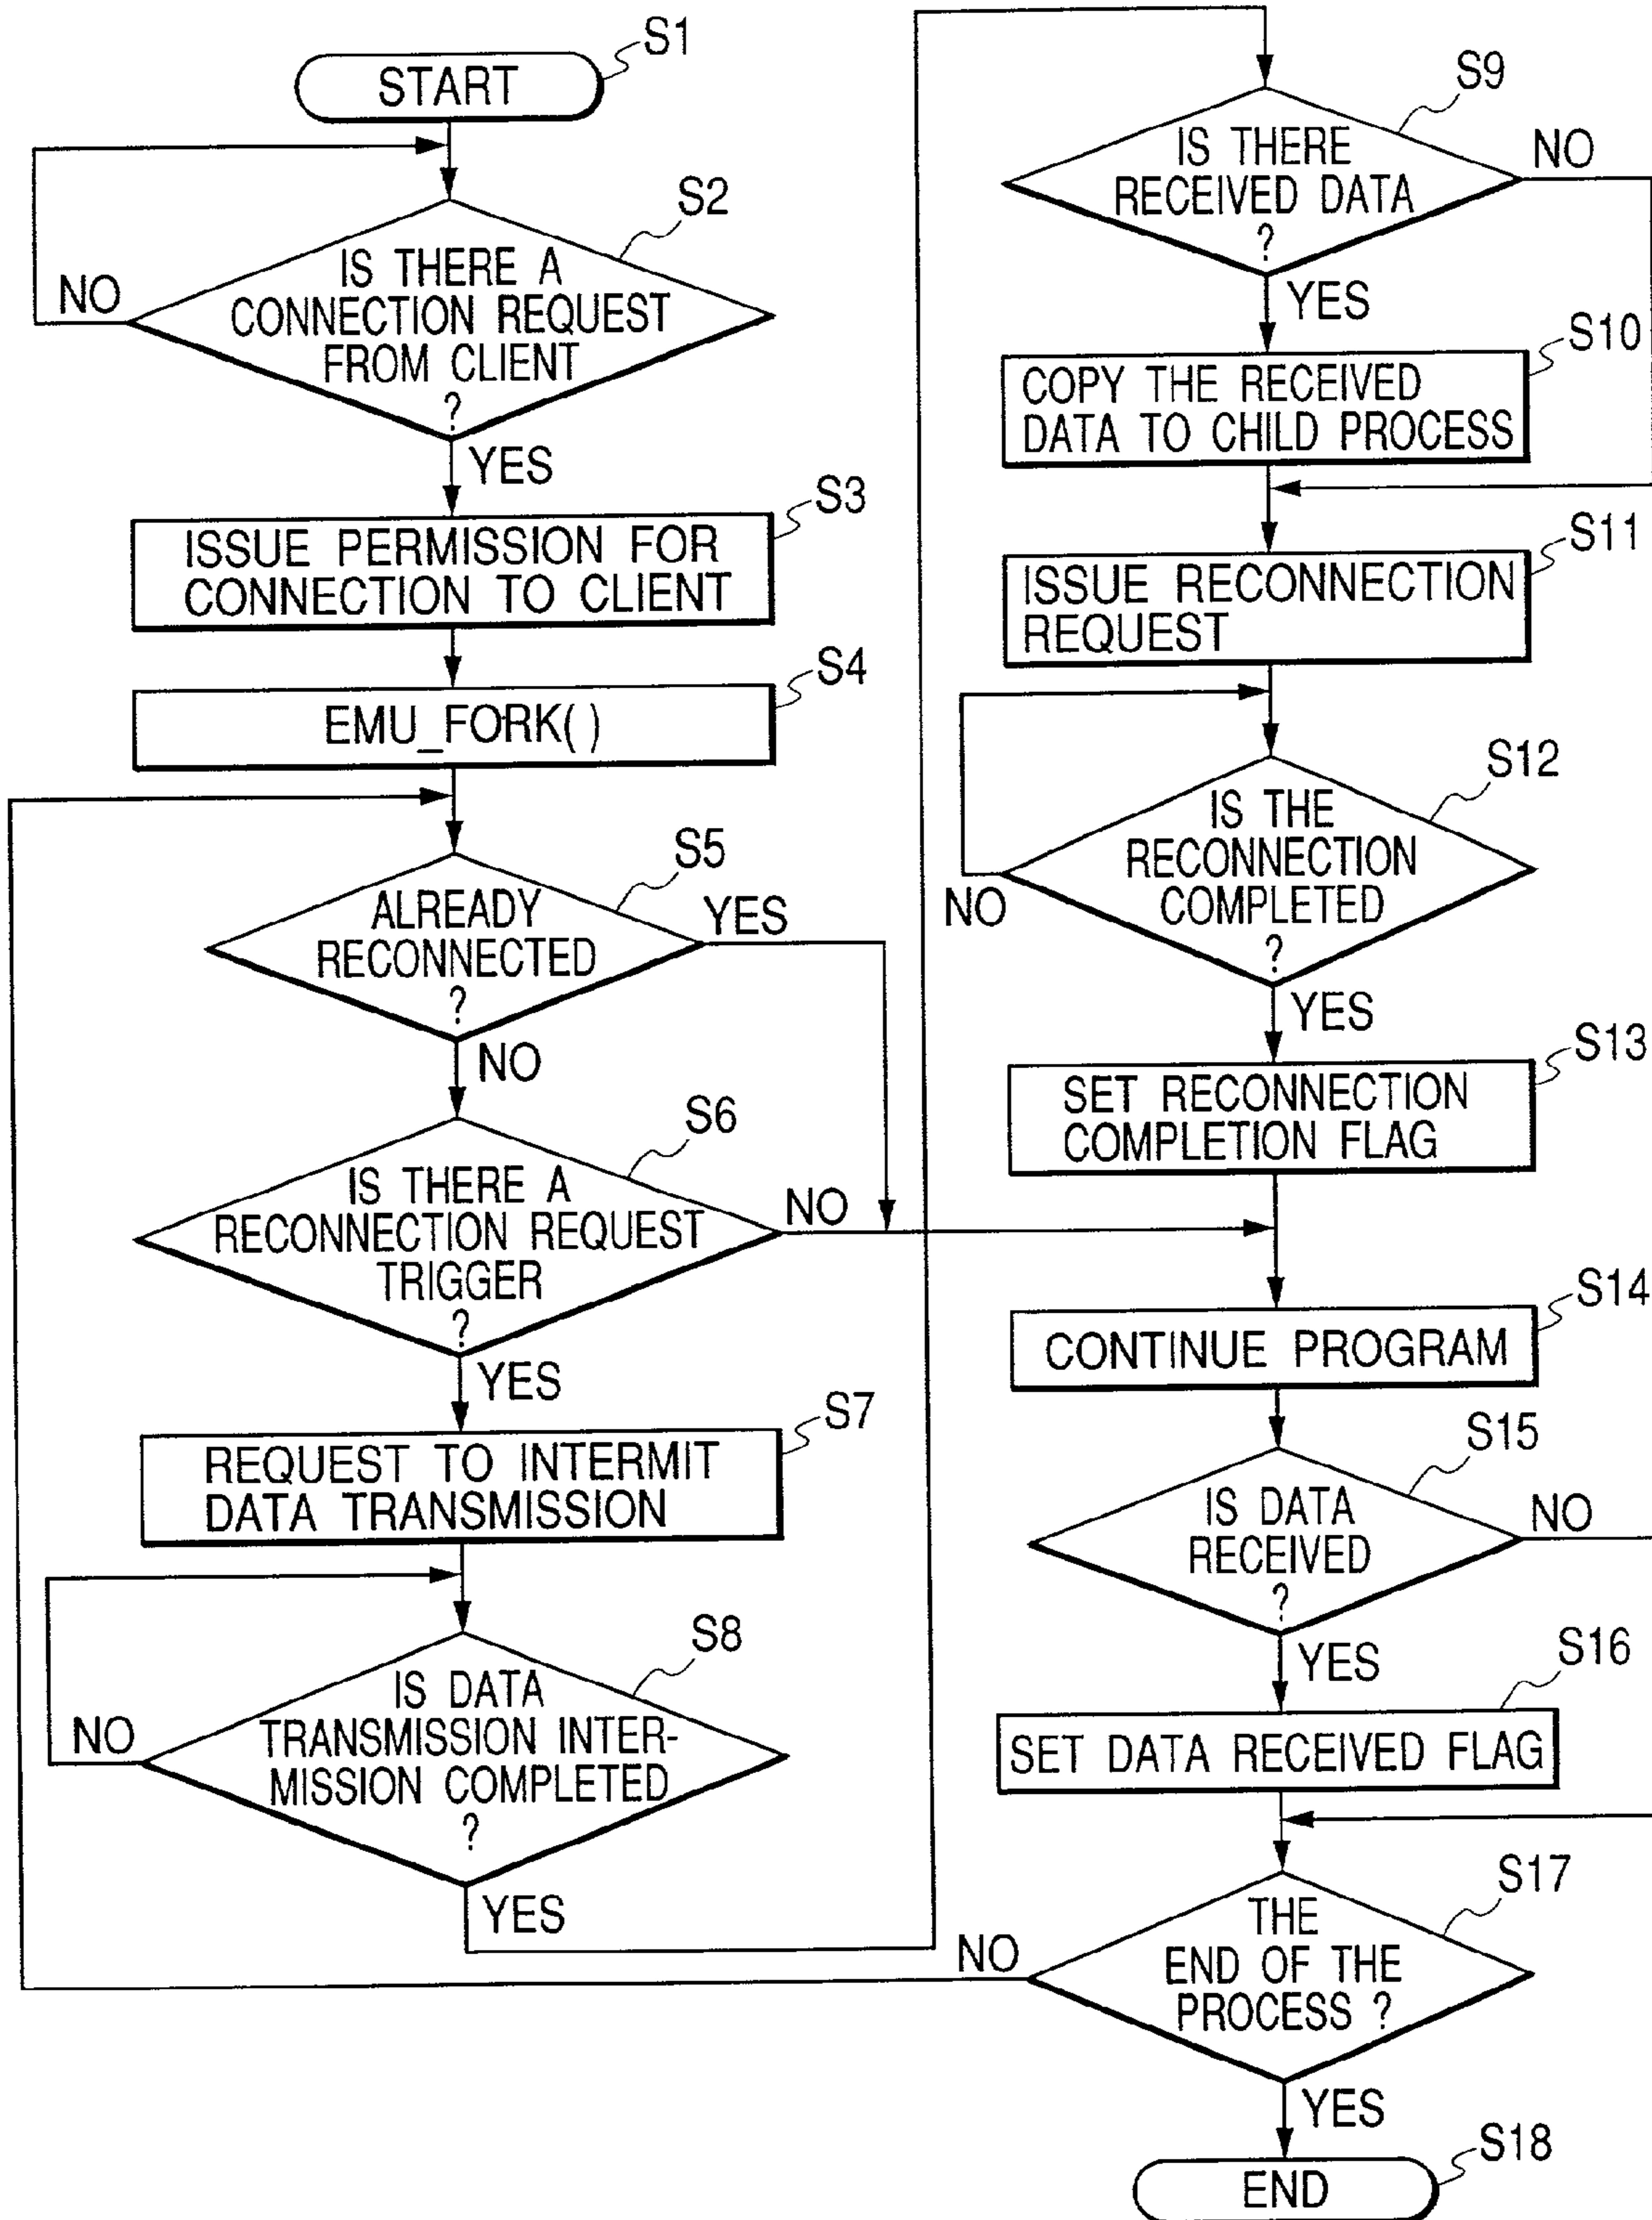 START
S1
S2
IS THERE A
CONNECTION REQUEST
FROM CLIENT
?
NO
YES
S3
ISSUE PERMISSION FOR
CONNECTION TO CLIENT
S4
EMU_FORK()
S5
ALREADY
RECONNECTED
?
YES
NO
S6
IS THERE A
RECONNECTION REQUEST
TRIGGER
?
NO
YES
S7
REQUEST TO INTERMIT
DATA TRANSMISSION
S8
IS DATA
TRANSMISSION INTER-
MISSION COMPLETED
?
NO
YES
S9
IS THERE
RECEIVED DATA
?
NO
YES
S10
COPY THE RECEIVED
DATA TO CHILD PROCESS
S11
ISSUE RECONNECTION
REQUEST
S12
IS THE
RECONNECTION
COMPLETED
?
NO
YES
S13
SET RECONNECTION
COMPLETION FLAG
S14
CONTINUE PROGRAM
S15
IS DATA
RECEIVED
?
NO
YES
S16
SET DATA RECEIVED FLAG
S17
THE
END OF THE
PROCESS ?
NO
YES
S18
END